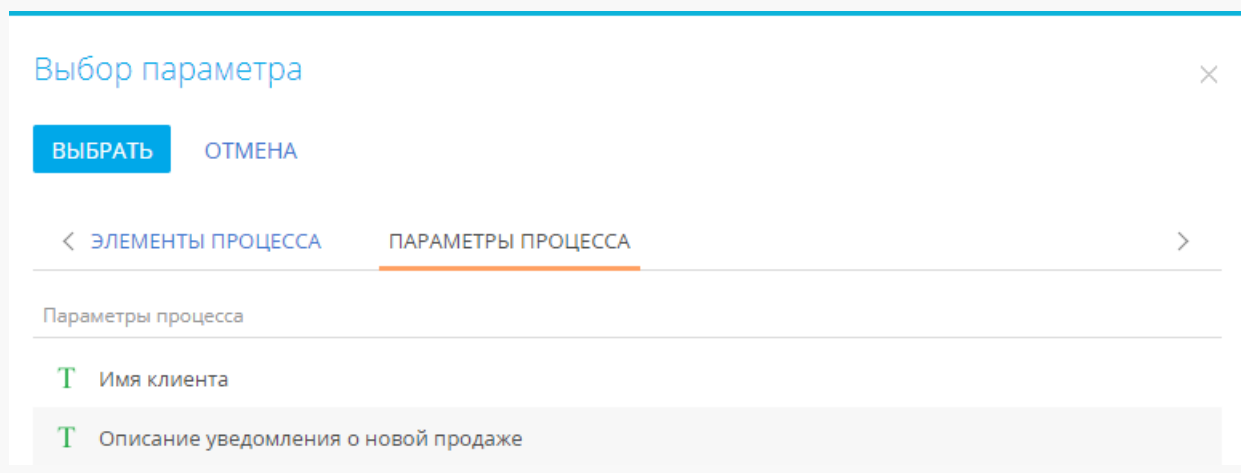 Выбор параметра
ВЫБРАТЬ ОТМЕНА
ЭЛЕМЕНТЫ ПРОЦЕССА ПАРАМЕТРЫ ПРОЦЕССА
Параметры процесса
T Имя клиента
T Описание уведомления о новой продаже